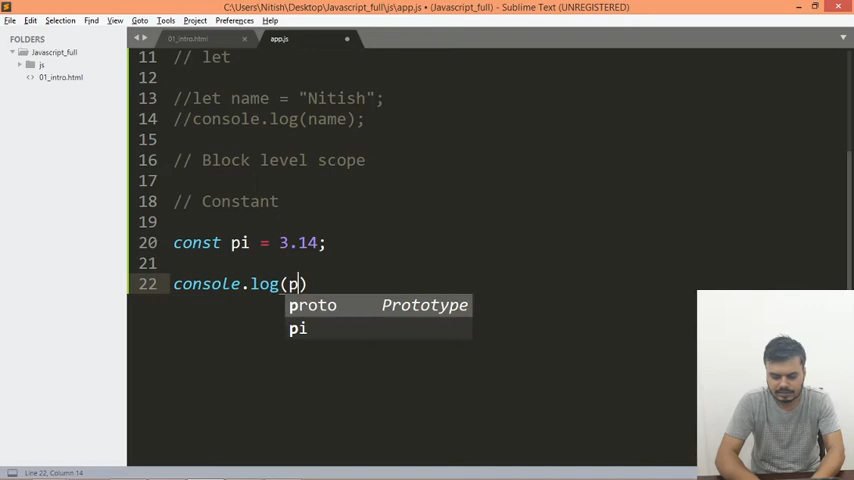 C:\Users\Nitish\Desktop\Javascript_full\js\app.js • (Javascript_full) - Sublime Text (UNREGISTERED)
File Edit Selection Find View Goto Tools Project Preferences Help
FOLDERS
Javascript_full
js
01_intro.html
01_intro.html
app.js
11 // let
12
13 //let name = "Nitish";
14 //console.log(name);
15
16 // Block level scope
17
18 // Constant
19
20 const pi = 3.14;
21
22 console.log(p)
proto Prototype
pi
Line 22, Column 14